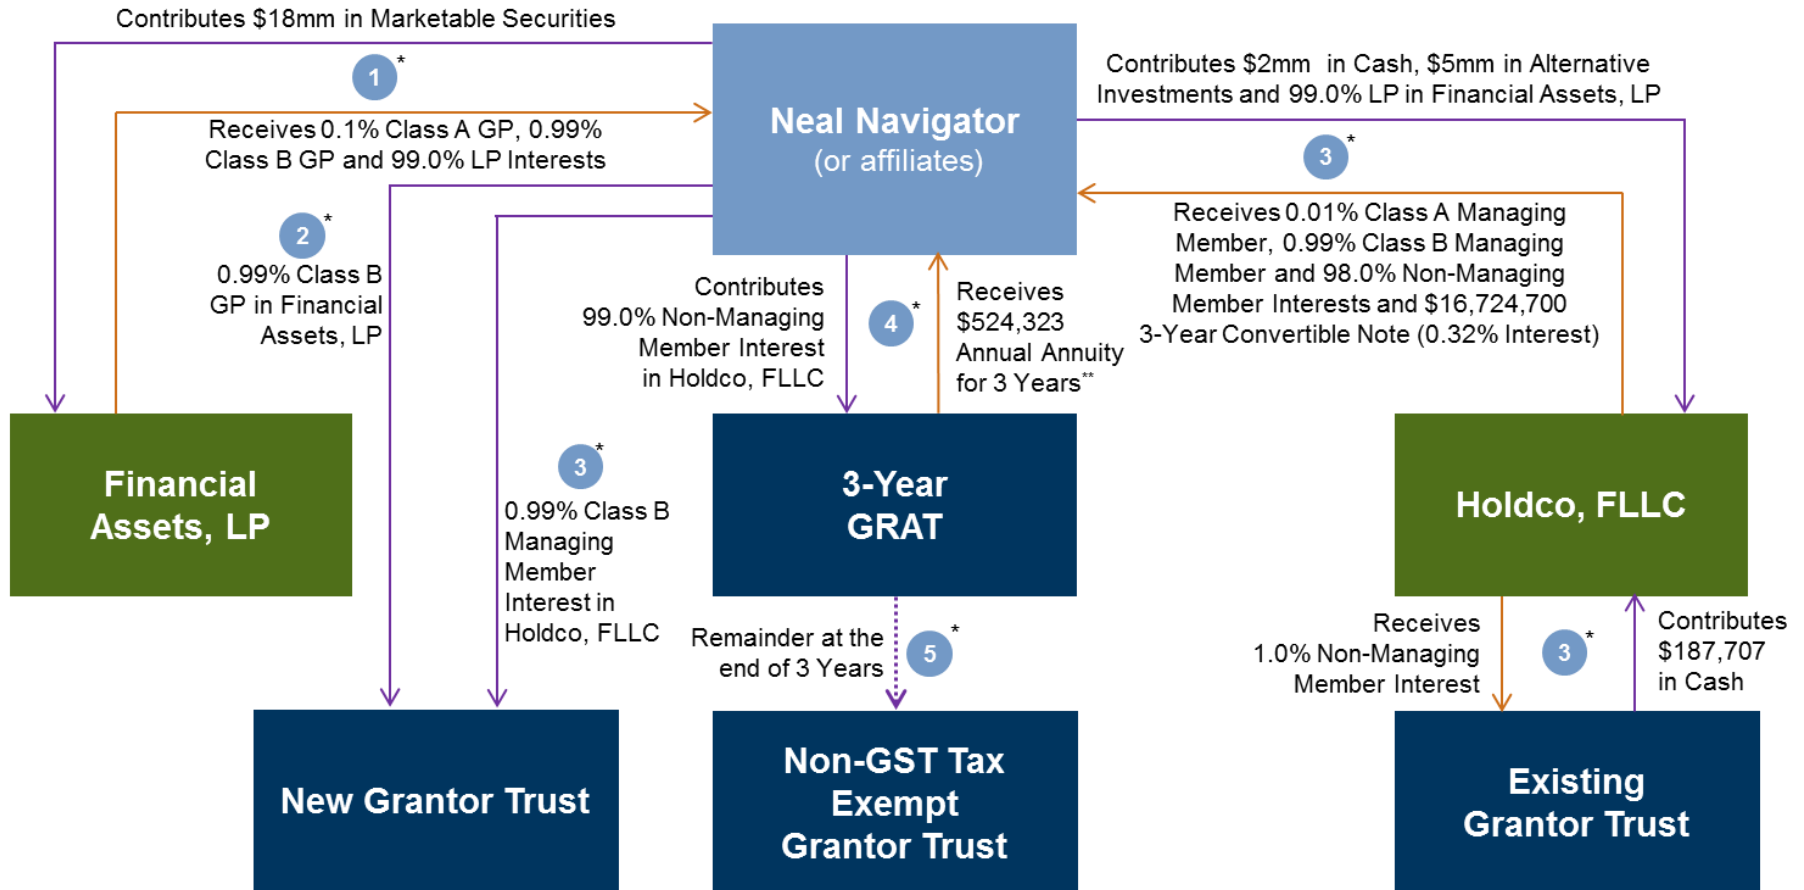 Contributes $18mm in Marketable Securities
1*
Receives 0.1% Class A GP, 0.99%
Class B GP and 99.0% LP Interests
Neal Navigator
(or affiliates)
Contributes $2mm in Cash, $5mm in Alternative
Investments and 99.0% LP in Financial Assets, LP
3*
Receives 0.01% Class A Managing
Member, 0.99% Class B Managing
Member and 98.0% Non-Managing
Member Interests and $16,724,700
3-Year Convertible Note (0.32% Interest)
2*
0.99% Class B
GP in Financial
Assets, LP
Contributes
99.0% Non-Managing
Member Interest
in Holdco, FLLC
4*
Receives
$524,323
Annual Annuity
for 3 Years**
Financial
Assets, LP
3*
0.99% Class B
Managing
Member
Interest in
Holdco, FLLC
3-Year
GRAT
Holdco, FLLC
Remainder at the
end of 3 Years
5*
Receives
1.0% Non-Managing
Member Interest
3*
Contributes
$187,707
in Cash
New Grantor Trust
Non-GST Tax
Exempt
Grantor Trust
Existing
Grantor Trust